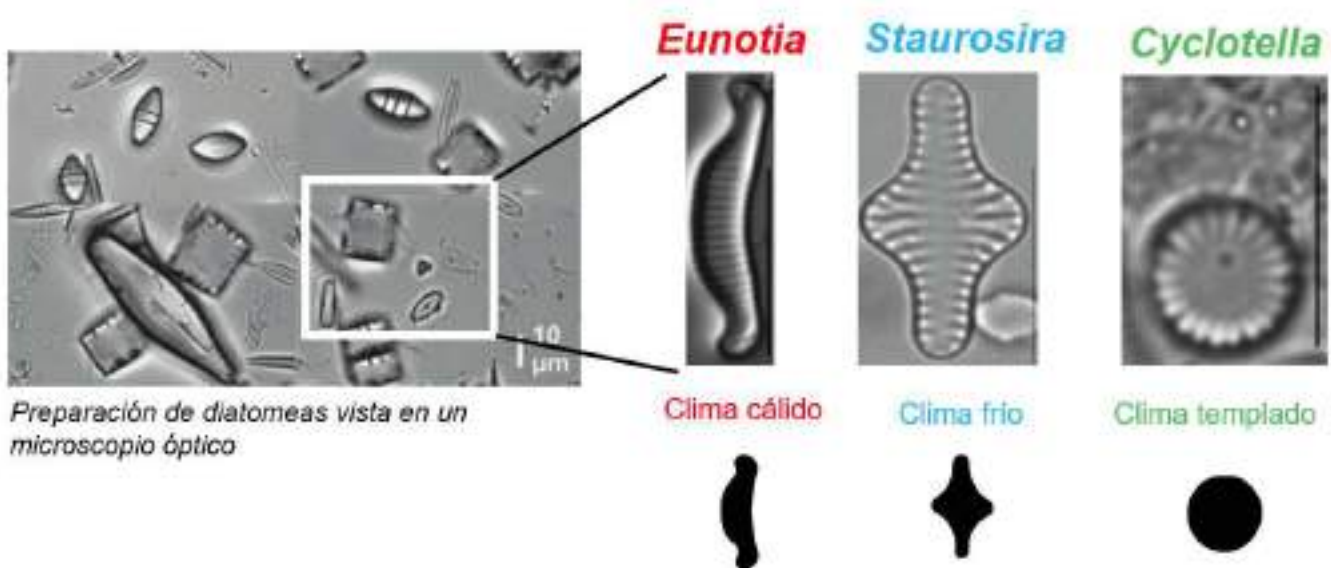 Eunotia
Staurosira
Cyclotella
10
µm
Preparación de diatomeas vista en un
microscopio óptico
Clima cálido
Clima frío
Clima templado